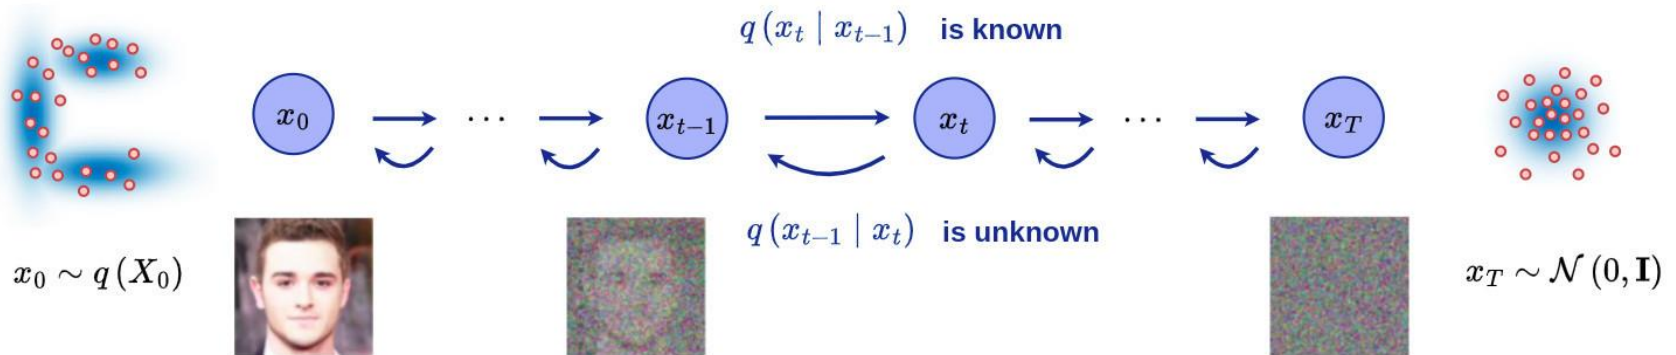 q(x_t | x_{t−1}) is known
x_0 ⋯ x_{t−1} x_t ⋯ x_T
q(x_{t−1} | x_t) is unknown
x_0 ∼ q(X_0)
x_T ∼ 𝒩(0, 𝐈)